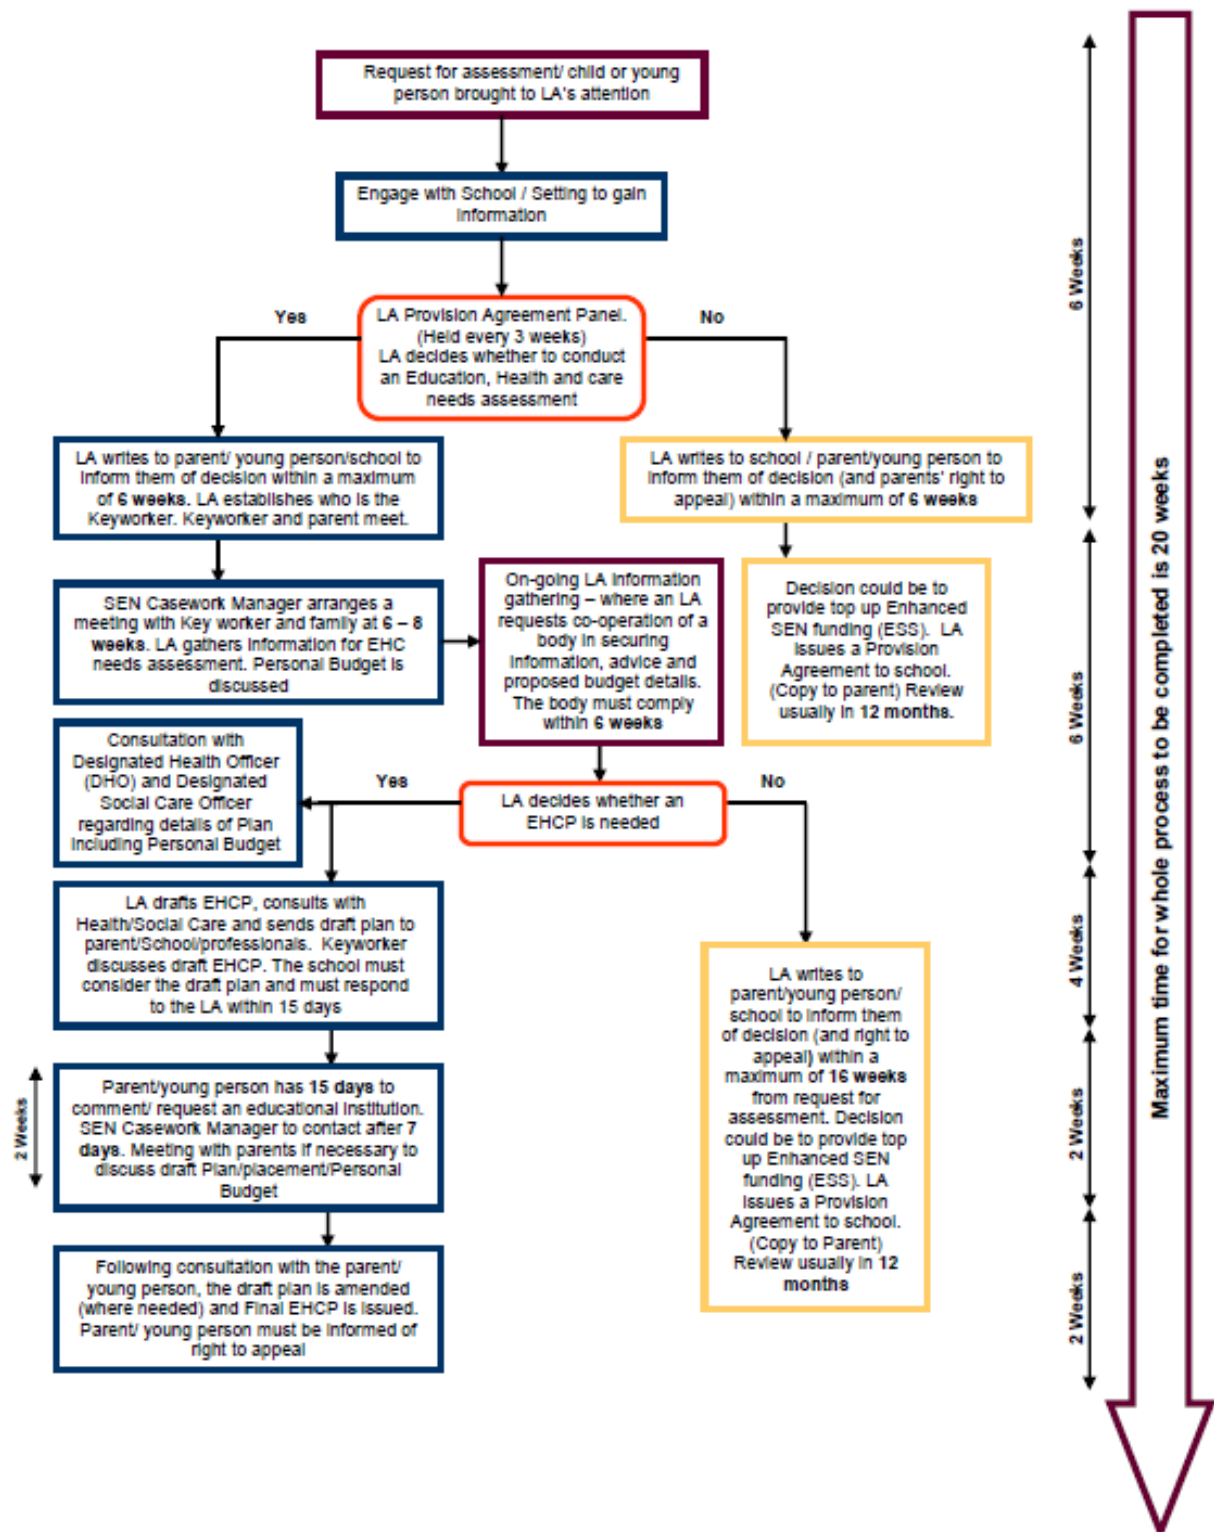 Request for assessment/ child or young
person brought to LA's attention
Engage with School / Setting to gain
Information
Yes
LA Provision Agreement Panel.
(Held every 3 weeks)
LA decides whether to conduct
an Education, Health and care
needs assessment
No
LA writes to parent/ young person/school to
inform them of decision within a maximum
of 6 weeks. LA establishes who is the
Keyworker. Keyworker and parent meet.
LA writes to school / parent/young person to
inform them of decision (and parents' right to
appeal) within a maximum of 6 weeks
SEN Casework Manager arranges a
meeting with Key worker and family at 6 – 8
weeks. LA gathers information for EHC
needs assessment. Personal Budget is
discussed
On-going LA information
gathering – where an LA
requests co-operation of a
body in securing
information, advice and
proposed budget details.
The body must comply
within 6 weeks
Decision could be to
provide top up Enhanced
SEN funding (ESS). LA
issues a Provision
Agreement to school.
(Copy to parent) Review
usually in 12 months.
Consultation with
Designated Health Officer
(DHO) and Designated
Social Care Officer
regarding details of Plan
including Personal Budget
Yes
LA decides whether an
EHCP is needed
No
LA drafts EHCP, consults with
Health/Social Care and sends draft plan to
parent/School/professionals. Keyworker
discusses draft EHCP. The school must
consider the draft plan and must respond
to the LA within 15 days
LA writes to
parent/young person/
school to inform them
of decision (and right to
appeal) within a
maximum of 16 weeks
from request for
assessment. Decision
could be to provide top
up Enhanced SEN
funding (ESS). LA
issues a Provision
Agreement to school.
(Copy to Parent)
Review usually in 12
months
2 Weeks
Parent/young person has 15 days to
comment/ request an educational institution.
SEN Casework Manager to contact after 7
days. Meeting with parents if necessary to
discuss draft Plan/placement/Personal
Budget
Following consultation with the parent/
young person, the draft plan is amended
(where needed) and Final EHCP is issued.
Parent/ young person must be informed of
right to appeal
6 Weeks
6 Weeks
4 Weeks
2 Weeks
2 Weeks
Maximum time for whole process to be completed is 20 weeks